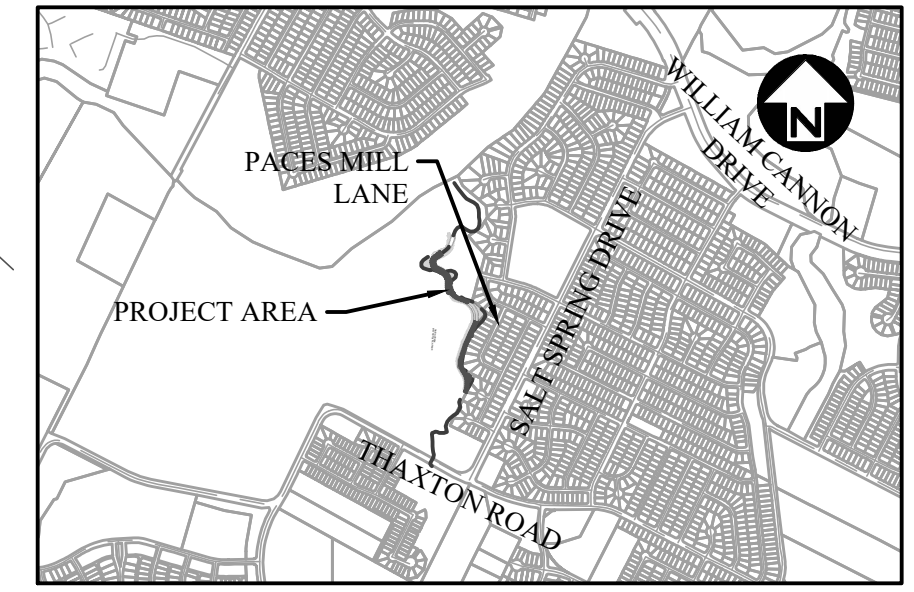 WILLIAM CANNON
DRIVE
N
PACES MILL
LANE
SALT SPRING DRIVE
PROJECT AREA
THAXTON ROAD